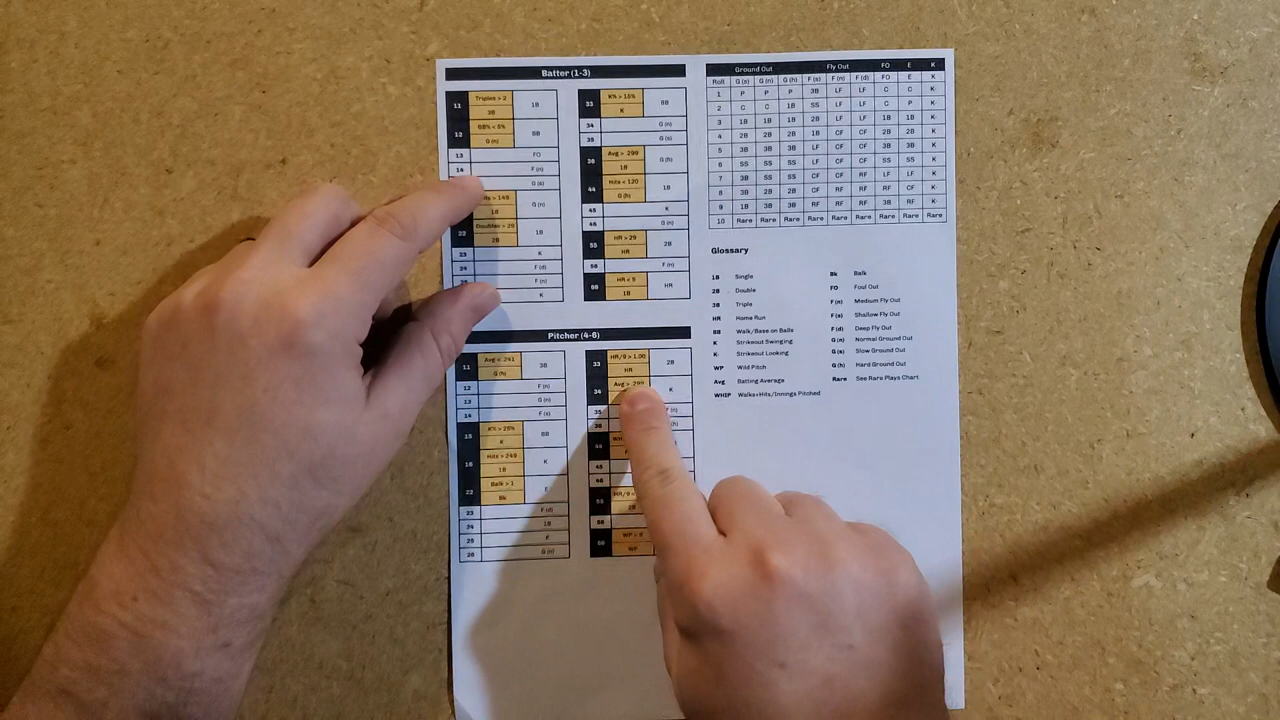 Batter (1-3)
11 Triples > 2 1B
3B
12 BB% < 5% BB
G (n)
13 FO
14 F (n)
G (s)
> 149 G (n)
1B
22 Doubles > 29 1B
2B
23 K
24 F (d)
F (n)
K
33 K% > 15% BB
K
34 G (n)
35 G (s)
36 Avg > 299 G (h)
1B
44 Hits < 120 1B
G (h)
45 K
46 G (n)
55 HR > 29 2B
HR
56 F (n)
66 HR < 5 HR
1B
Pitcher (4-6)
11 Avg < 241 3B
G (h)
12 F (n)
13 G (n)
14 F (s)
15 K% > 25% BB
K
16 Hits > 249 K
1B
22 Balk > 1
Bk
23 F (d)
24 1B
25
26 G (n)
33 HR/9 > 1.00 2B
HR
34 Avg > 299 K
35 (n)
36 (h)
44
45
46
55 HR/9 <
2B
56
66 WP >
WP
Ground Out Fly Out FO E K
Roll G (s) G (n) G (h) F (s) F (n) F (d) FO E K
1 P P P 3B LF LF C C K
2 C C 1B SS LF LF C P K
3 1B 1B 1B 2B LF LF 1B 1B K
4 2B 2B 2B 1B CF CF 2B 2B K
5 3B 3B 3B LF CF CF 3B 3B K
6 SS SS SS LF CF CF SS SS K
7 3B SS SS CF CF RF LF LF K
8 3B 2B 2B CF RF RF RF CF K-
9 1B 3B 3B RF RF RF 3B RF K-
10 Rare Rare Rare Rare Rare Rare Rare Rare Rare
Glossary
1B Single
2B Double
3B Triple
HR Home Run
BB Walk/Base on Balls
K Strikeout Swinging
K- Strikeout Looking
WP Wild Pitch
Avg Batting Average
WHIP Walks+Hits/Innings Pitched
Bk Balk
FO Foul Out
F (n) Medium Fly Out
F (s) Shallow Fly Out
F (d) Deep Fly Out
G (n) Normal Ground Out
G (s) Slow Ground Out
G (h) Hard Ground Out
Rare See Rare Plays Chart